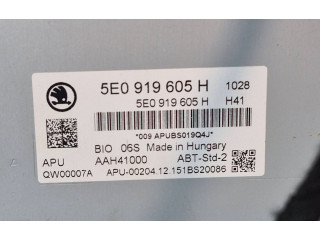 5E0 919 605 H 1028
5E0 919 605 H H41
*009 APUBS019Q4J*
BIO 06S Made in Hungary
APU AAH41000 ABT-Std-2
QW00007A APU-00204.12.151BS20086